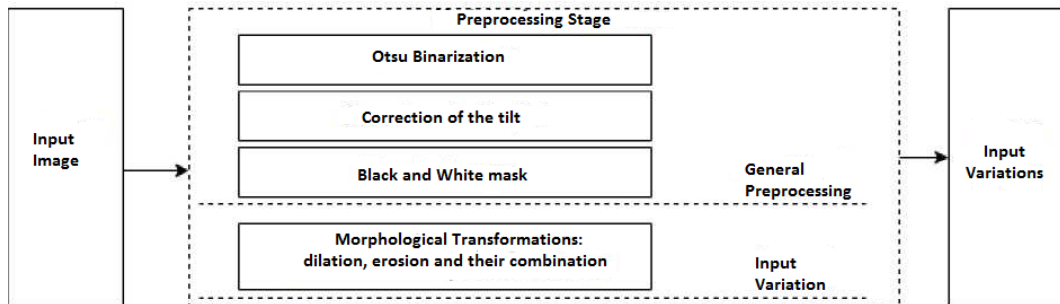 Preprocessing Stage
Otsu Binarization
Correction of the tilt
Input
Image
Black and White mask
General
Preprocessing
Morphological Transformations:
dilation, erosion and their combination
Input
Variation
Input
Variations